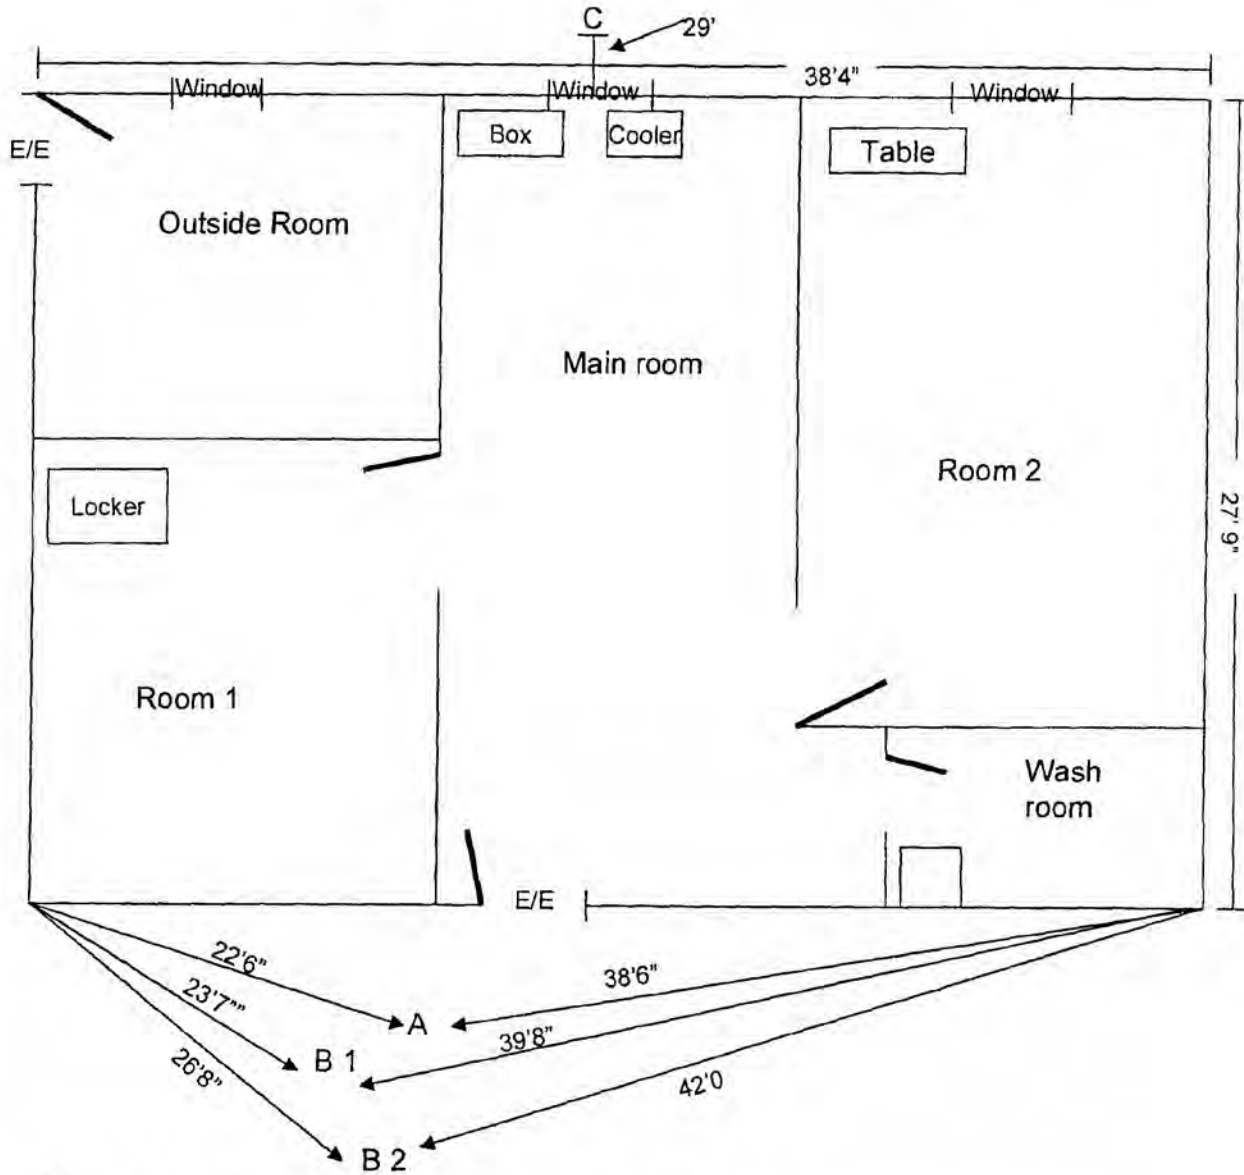 C
29'
38'4"
Window
Window
Window
E/E
Box
Cooler
Table
Outside Room
Main room
Room 2
Locker
27' 9"
Room 1
Wash
room
E/E
22'6"
38'6"
23'7""
A
39'8"
B 1
26'8"
42'0
B 2